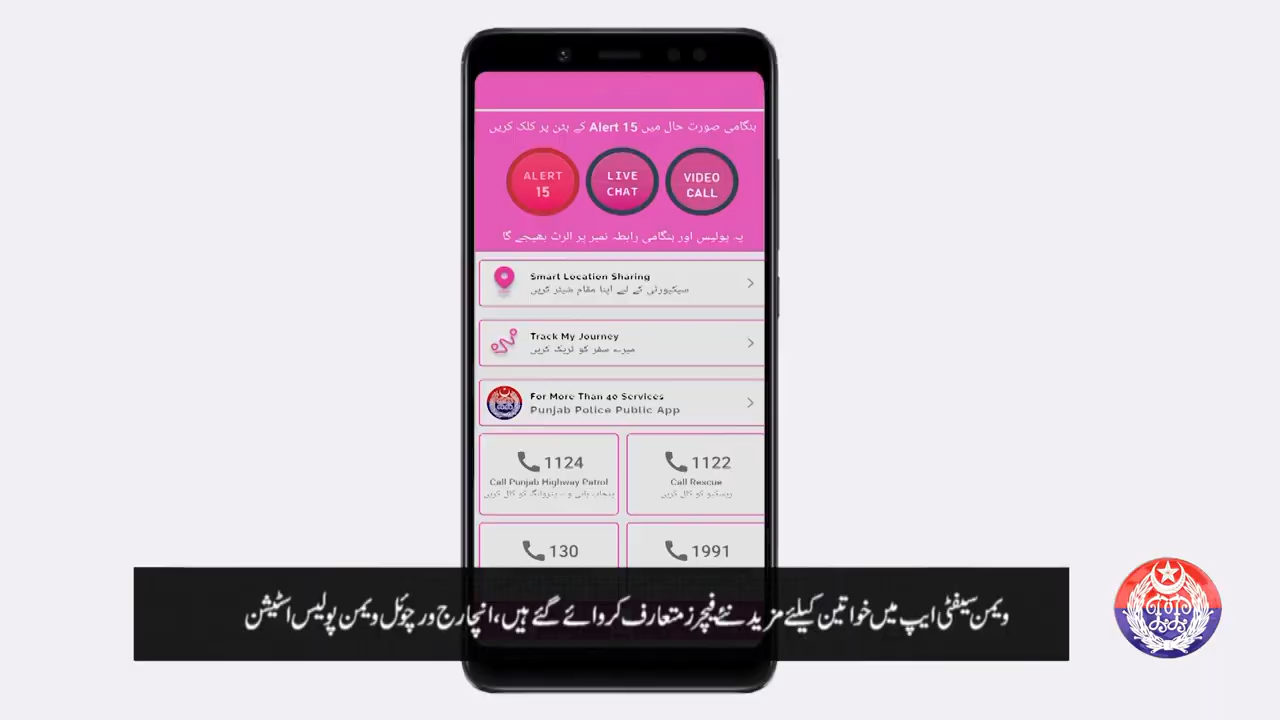 ہنگامی صورت حال میں Alert 15 کے بٹن پر کلک کریں
ALERT
15
LIVE
CHAT
VIDEO
CALL
یہ پولیس اور ہنگامی رابطہ نمبر پر الرٹ بھیجے گا
Smart Location Sharing
سیکیورٹی کے لیے اپنا مقام شیئر کریں
Track My Journey
میرے سفر کو ٹریک کریں
For More Than 40 Services
Punjab Police Public App
1124
Call Punjab Highway Patrol
1122
Call Rescue
ریسکیو کو کال کریں
130
1991
ویمن سیفٹی ایپ میں خواتین کیلئے مزید نئے فیچرز متعارف کروائے گئے ہیں، انچارج ورچوئل ویمن پولیس اسٹیشن